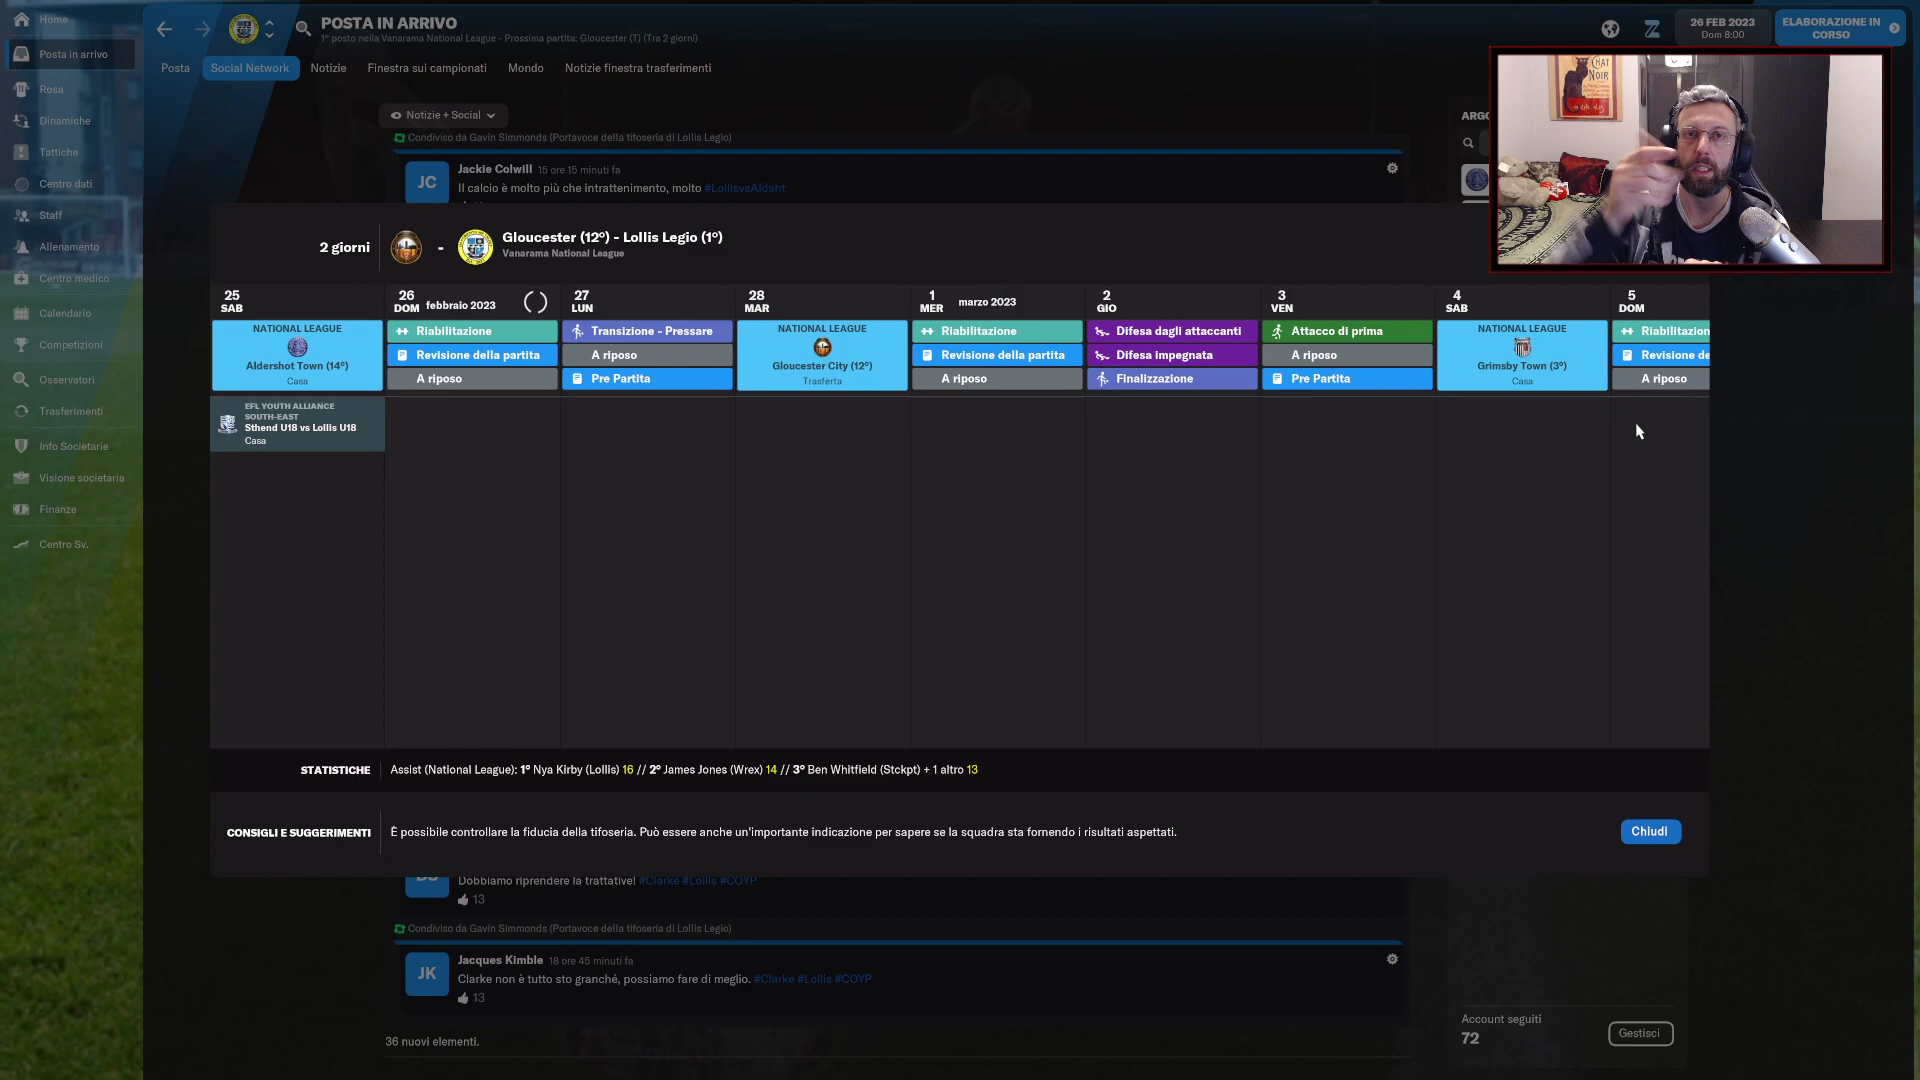 Home
POSTA IN ARRIVO
1° posto nella Vanarama National League - Prossima partita: Gloucester (T) (Tra 2 giorni)
26 FEB 2023
Dom 8:00
ELABORAZIONE IN
CORSO
Posta in arrivo
Posta
Social Network
Notizie
Finestra sui campionati
Mondo
Notizie finestra trasferimenti
CHAT
NOIR
Rosa
Dinamiche
Tattiche
Centro dati
Staff
Allenamento
Centro medico
Calendario
Competizioni
Osservatori
Trasferimenti
Info Societarie
Visione societaria
Finanze
Centro Sv.
Notizie + Social
ARGO
Condiviso da Gavin Simmonds (Portavoce della tifoseria di Lollis Legio)
JC
Jackie Colwill 15 ore 15 minuti fa
Il calcio è molto più che intrattenimento, molto #LollisvsAldsht
2 giorni
-
Gloucester (12°) - Lollis Legio (1°)
Vanarama National League
25
SAB
26
DOM febbraio 2023
27
LUN
28
MAR
1
MER marzo 2023
2
GIO
3
VEN
4
SAB
5
DOM
NATIONAL LEAGUE
Aldershot Town (14°)
Casa
Riabilitazione
Revisione della partita
A riposo
Transizione - Pressare
A riposo
Pre Partita
NATIONAL LEAGUE
Gloucester City (12°)
Trasferta
Riabilitazione
Revisione della partita
A riposo
Difesa dagli attaccanti
Difesa impegnata
Finalizzazione
Attacco di prima
A riposo
Pre Partita
NATIONAL LEAGUE
Grimsby Town (3°)
Casa
Riabilitazion
Revisione de
A riposo
EFL YOUTH ALLIANCE
SOUTH-EAST
Sthend U18 vs Lollis U18
Casa
STATISTICHE
Assist (National League): 1° Nya Kirby (Lollis) 16 // 2° James Jones (Wrex) 14 // 3° Ben Whitfield (Stckpt) + 1 altro 13
CONSIGLI E SUGGERIMENTI
È possibile controllare la fiducia della tifoseria. Può essere anche un'importante indicazione per sapere se la squadra sta fornendo i risultati aspettati.
Chiudi
Dobbiamo riprendere la trattative! #Clarke #Lollis #COYP
13
Condiviso da Gavin Simmonds (Portavoce della tifoseria di Lollis Legio)
JK
Jacques Kimble 18 ore 45 minuti fa
Clarke non è tutto sto granché, possiamo fare di meglio. #Clarke #Lollis #COYP
13
36 nuovi elementi.
Account seguiti
72
Gestisci